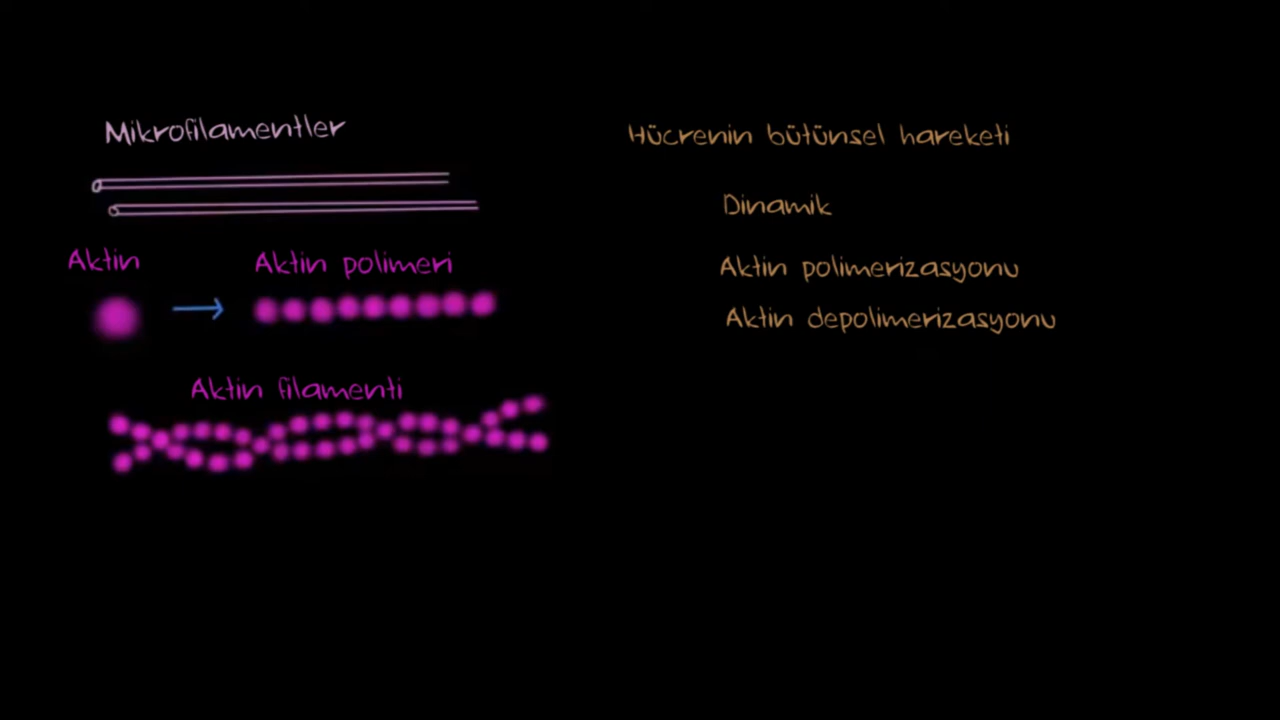 Mikrofilamentler
Aktin
Aktin polimeri
Aktin filamenti
Hücrenin bütünsel hareketi
Dinamik
Aktin polimerizasyonu
Aktin depolimerizasyonu